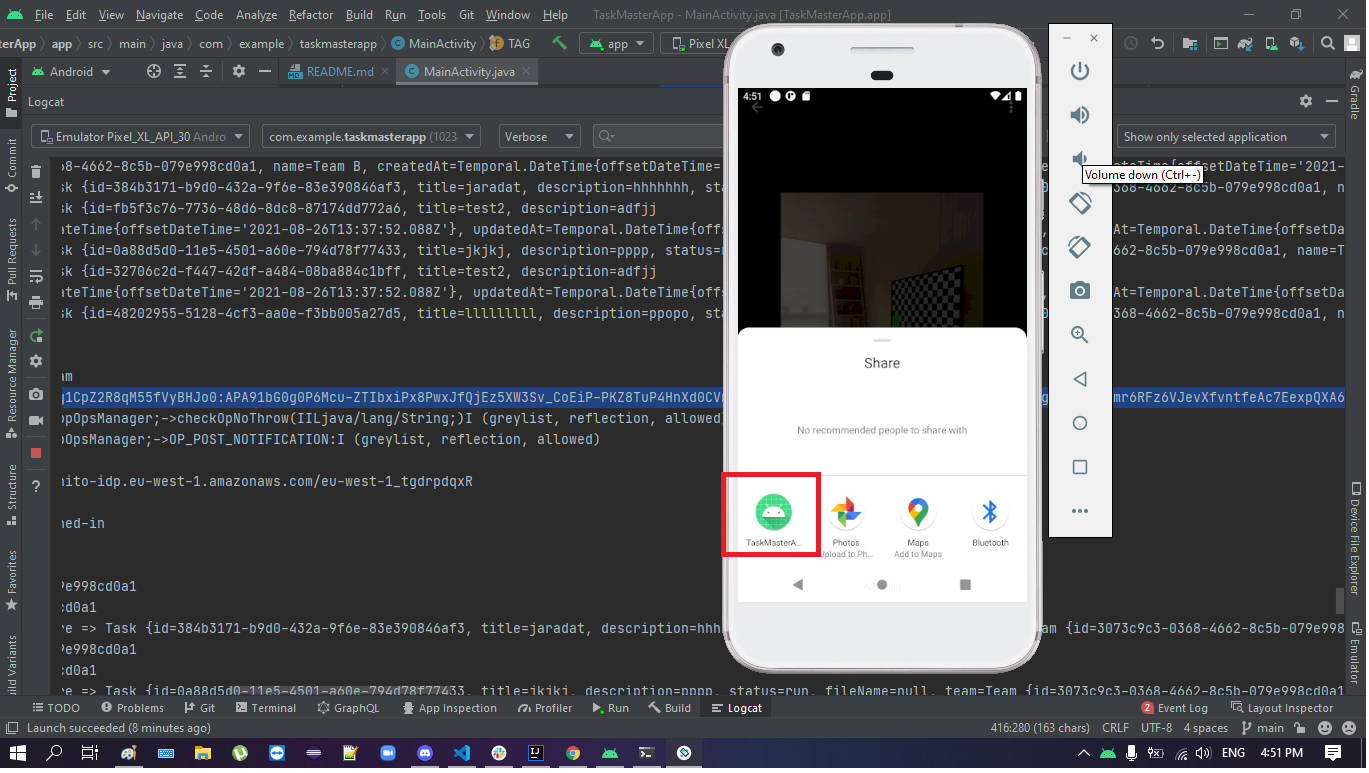 File Edit View Navigate Code Analyze Refactor Build Run Tools Git Window Help TaskMasterApp - MainActivity.java [TaskMasterApp.app]
sterApp app src main java com example taskmasterapp MainActivity TAG app Pixel XL
Android README.md MainActivity.java
Logcat
Emulator Pixel_XL_API_30 Andro com.example.taskmasterapp (1023 Verbose Show only selected application
68-4662-8c5b-079e998cd0a1, name=Team B, createdAt=Temporal.DateTime{offsetDateTime= ateTime{offsetDateTime='2021-
sk {id=384b3171-b9d0-432a-9f6e-83e390846af3, title=jaradat, description=hhhhhhh, sta
sk {id=fb5f3c76-7736-48d6-8dc8-87174dd772a6, title=test2, description=adfjj
ateTime{offsetDateTime='2021-08-26T13:37:52.088Z'}, updatedAt=Temporal.DateTime{off At=Temporal.DateTime{offsetDa
sk {id=0a88d5d0-11e5-4501-a60e-794d78f77433, title=jkjkj, description=pppp, status= 662-8c5b-079e998cd0a1, name=T
sk {id=32706c2d-f447-42df-a484-08ba884c1bff, title=test2, description=adfjj
ateTime{offsetDateTime='2021-08-26T13:37:52.088Z'}, updatedAt=Temporal.DateTime{off At=Temporal.DateTime{offsetDa
sk {id=48202955-5128-4cf3-aa0e-f3bb005a27d5, title=lllllllll, description=ppopo, st 368-4662-8c5b-079e998cd0a1, n
am
g1CpZ2R8qM55fVyBHJo0:APA91bG0g0P6Mcu-ZTIbxiPx8PwxJfQjEz5XW3Sv_CoEiP-PKZ8TuP4HnXd0CV mr6RFz6VJevXfvntfeAc7EexpQXA6
ppOpsManager;->checkOpNoThrow(IILjava/lang/String;)I (greylist, reflection, allowed
pOpsManager;->OP_POST_NOTIFICATION:I (greylist, reflection, allowed)
nito-idp.eu-west-1.amazonaws.com/eu-west-1_tgdrpdqxR
ned-in
9e998cd0a1
cd0a1
re => Task {id=384b3171-b9d0-432a-9f6e-83e390846af3, title=jaradat, description=hhh am {id=3073c9c3-0368-4662-8c5b-079e998
9e998cd0a1
cd0a1
re => Task {id=0a88d5d0-11e5-4501-a60e-794d78f77433, title=jkjkj, description=pppp, status=run, fileName=null, team=Team {id=3073c9c3-0368-4662-8c5b-079e998cd0a1
4:51
Share
No recommended people to share with
TaskMasterA... Photos Maps Bluetooth
Upload to Ph... Add to Maps
Volume down (Ctrl+-)
Project
Commit
Pull Requests
Resource Manager
Structure
Favorites
ild Variants
Gradle
Device File Explorer
Emulator
TODO Problems Git Terminal GraphQL App Inspection Profiler Run Build Logcat 2 Event Log Layout Inspector
Launch succeeded (8 minutes ago) 416:280 (163 chars) CRLF UTF-8 4 spaces main
ENG 4:51 PM